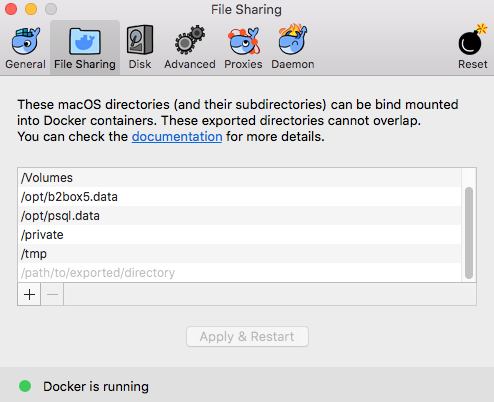 File Sharing
General
File Sharing
Disk
Advanced
Proxies
Daemon
Reset
These macOS directories (and their subdirectories) can be bind mounted
into Docker containers. These exported directories cannot overlap.
You can check the documentation for more details.
/Volumes
/opt/b2box5.data
/opt/psql.data
/private
/tmp
/path/to/exported/directory
+ −
Apply & Restart
Docker is running